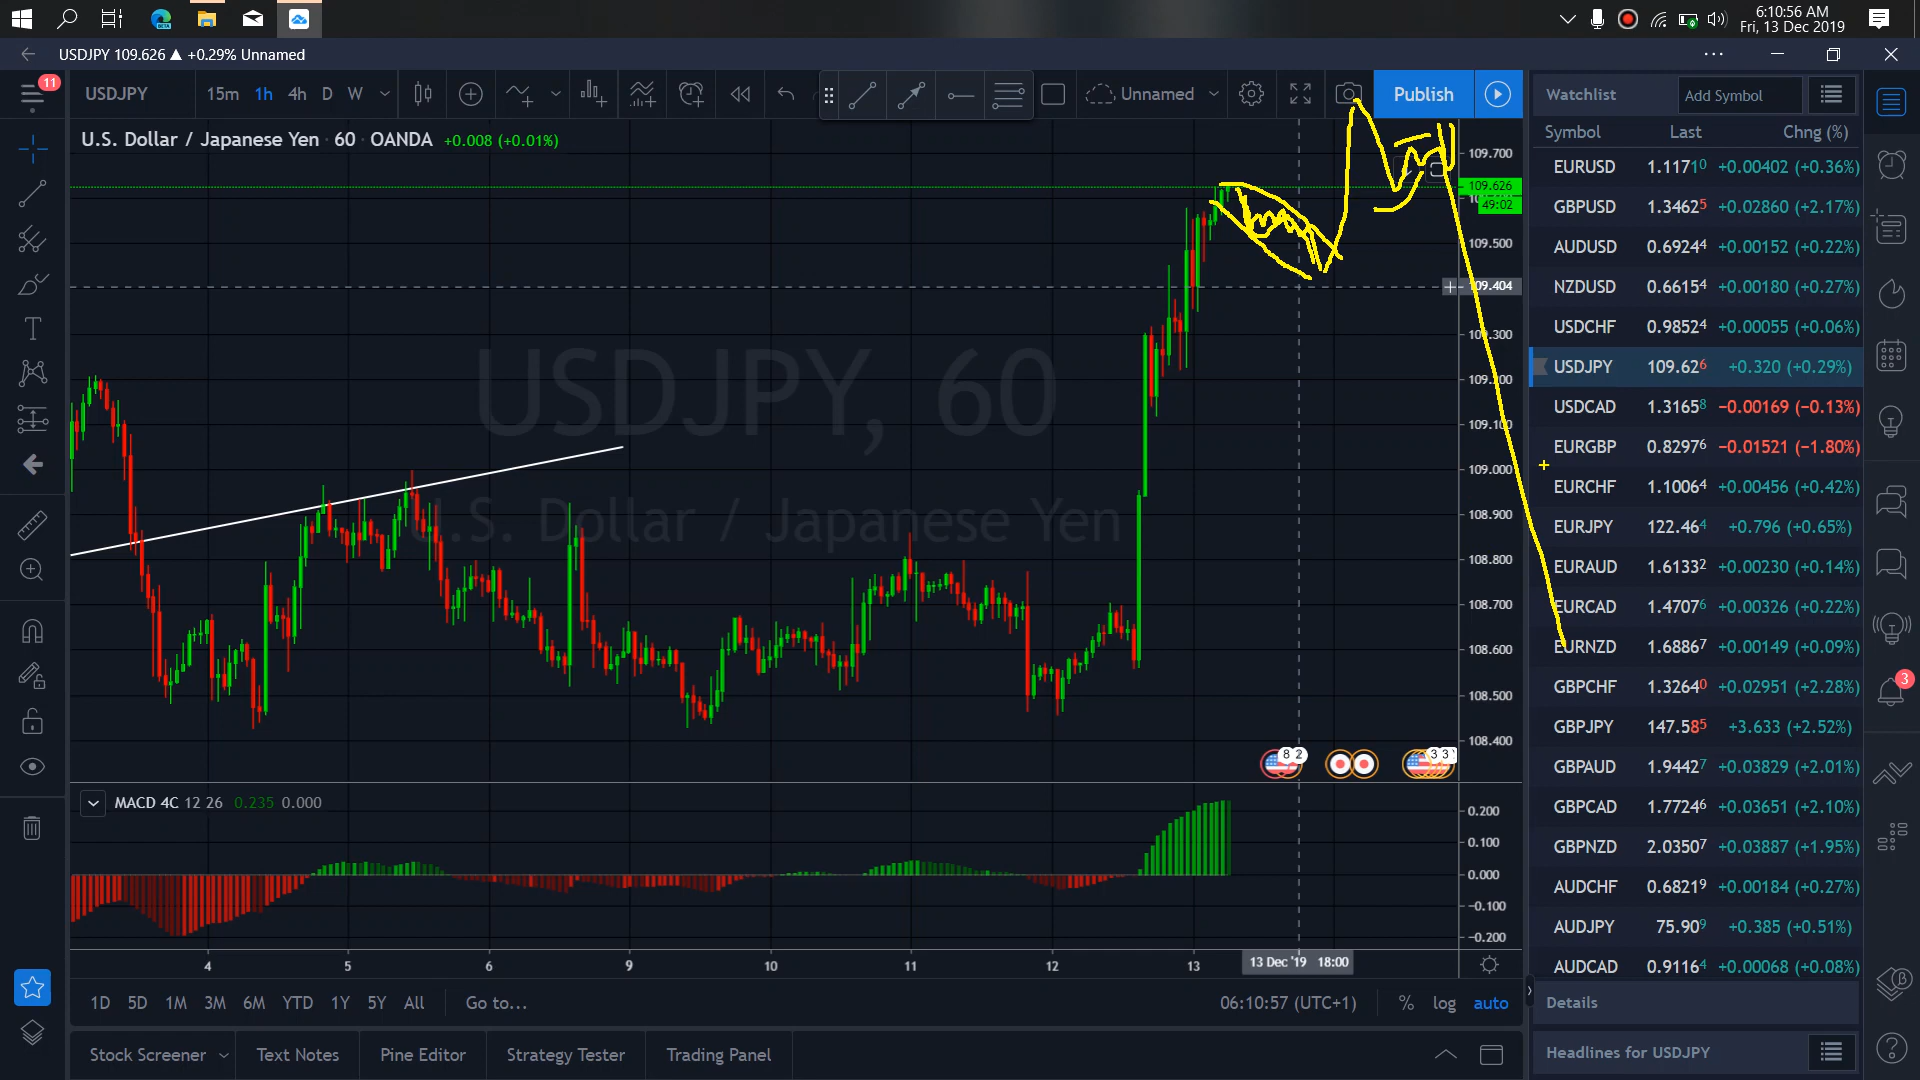 6:10:56 AM
Fri, 13 Dec 2019
USDJPY 109.626 ▲ +0.29% Unnamed
11
USDJPY 15m 1h 4h D W Unnamed Publish
Watchlist Add Symbol
U.S. Dollar / Japanese Yen · 60 · OANDA +0.008 (+0.01%)
Symbol Last Chng (%)
EURUSD 1.11710 +0.00402 (+0.36%)
GBPUSD 1.34625 +0.02860 (+2.17%)
AUDUSD 0.69244 +0.00152 (+0.22%)
NZDUSD 0.66154 +0.00180 (+0.27%)
USDCHF 0.98524 +0.00055 (+0.06%)
USDJPY 109.626 +0.320 (+0.29%)
USDCAD 1.31658 −0.00169 (−0.13%)
EURGBP 0.82976 −0.01521 (−1.80%)
EURCHF 1.10064 +0.00456 (+0.42%)
EURJPY 122.464 +0.796 (+0.65%)
EURAUD 1.61332 +0.00230 (+0.14%)
EURCAD 1.47076 +0.00326 (+0.22%)
EURNZD 1.68867 +0.00149 (+0.09%)
GBPCHF 1.32640 +0.02951 (+2.28%)
GBPJPY 147.585 +3.633 (+2.52%)
GBPAUD 1.94427 +0.03829 (+2.01%)
GBPCAD 1.77246 +0.03651 (+2.10%)
GBPNZD 2.03507 +0.03887 (+1.95%)
AUDCHF 0.68219 +0.00184 (+0.27%)
AUDJPY 75.909 +0.385 (+0.51%)
AUDCAD 0.91164 +0.00068 (+0.08%)
3
109.700
109.626
49:02
109.500
109.404
109.300
109.100
109.000
108.900
108.800
108.700
108.600
108.500
108.400
USDJPY, 60
U.S. Dollar / Japanese Yen
8 2
3 3
MACD 4C 12 26 0.235 0.000
0.200
0.100
0.000
−0.100
−0.200
4 5 6 9 10 11 12 13 13 Dec '19 18:00
1D 5D 1M 3M 6M YTD 1Y 5Y All Go to... 06:10:57 (UTC+1) % log auto
Details
Stock Screener Text Notes Pine Editor Strategy Tester Trading Panel
Headlines for USDJPY